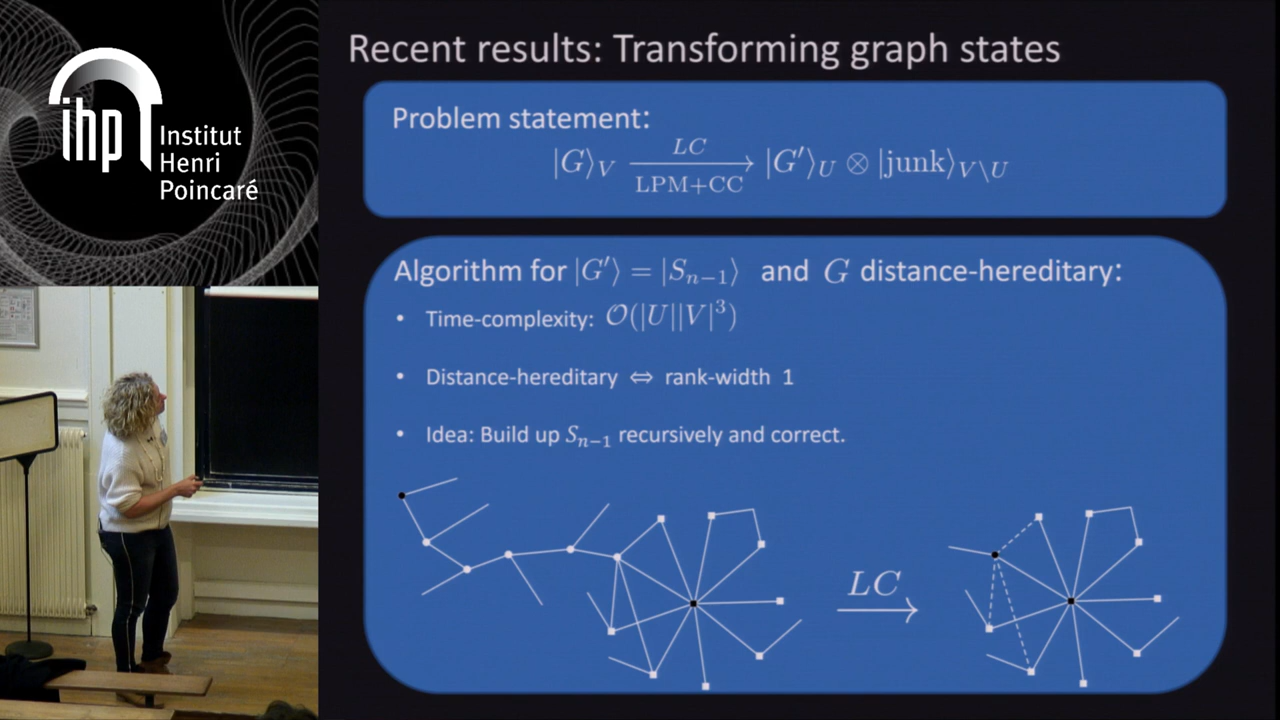 ihp
Institut
Henri
Poincaré
Recent results: Transforming graph states
Problem statement:
|G⟩_V \xrightarrow[LPM+CC]{LC} |G'⟩_U ⊗ |junk⟩_{V\U}
Algorithm for |G'⟩ = |S_{n−1}⟩ and G distance-hereditary:
• Time-complexity: 𝒪(|U||V|³)
• Distance-hereditary ⇔ rank-width 1
• Idea: Build up S_{n−1} recursively and correct.
LC